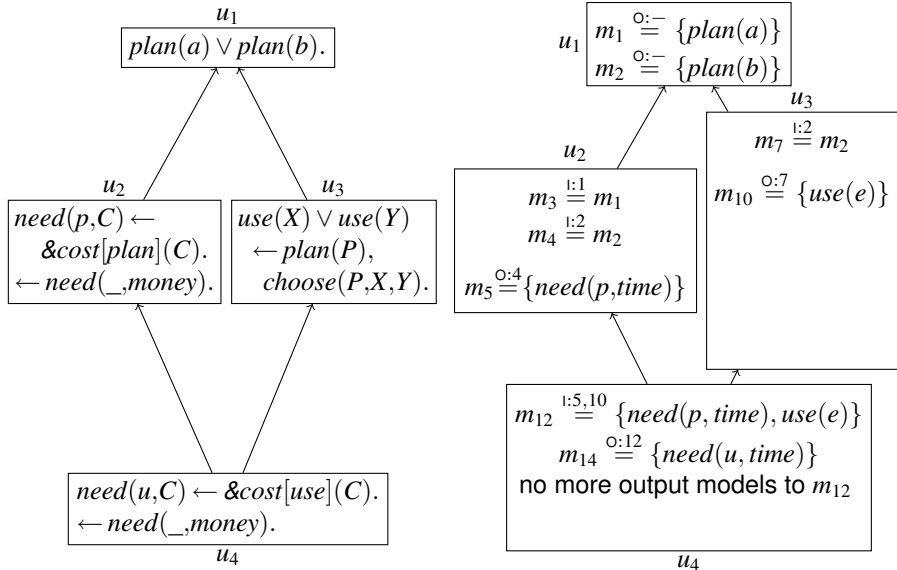 u₁
plan(a) ∨ plan(b).
u₂
need(p,C) ←
&cost[plan](C).
← need(_,money).
u₃
use(X) ∨ use(Y)
← plan(P),
choose(P,X,Y).
need(u,C) ← &cost[use](C).
← need(_,money).
u₄
u₁
m₁ O:–= {plan(a)}
m₂ O:–= {plan(b)}
u₂
m₃ I:1= m₁
m₄ I:2= m₂
m₅ O:4= {need(p,time)}
u₃
m₇ I:2= m₂
m₁₀ O:7= {use(e)}
m₁₂ I:5,10= {need(p, time), use(e)}
m₁₄ O:12= {need(u, time)}
no more output models to m₁₂
u₄